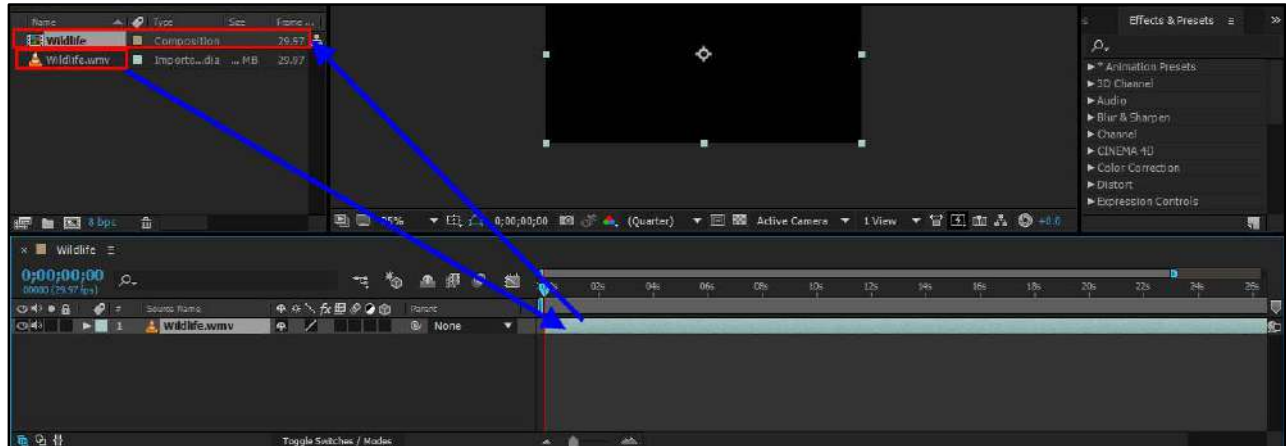 Name Type Size Frame ...
Wildlife Composition 29.97
Wildlife.wmv Importe...dia ... MB 29.97
8 bpc
Effects & Presets
* Animation Presets
3D Channel
Audio
Blur & Sharpen
Channel
CINEMA 4D
Color Correction
Distort
Expression Controls
0;00;00;00 (Quarter) Active Camera 1 View +0.0
Wildlife
0;00;00;00
00000 (29.97 fps)
02s 04s 06s 08s 10s 12s 14s 16s 18s 20s 22s 24s 26s
# Source Name Parent
1 Wildlife.wmv None
Toggle Switches / Modes